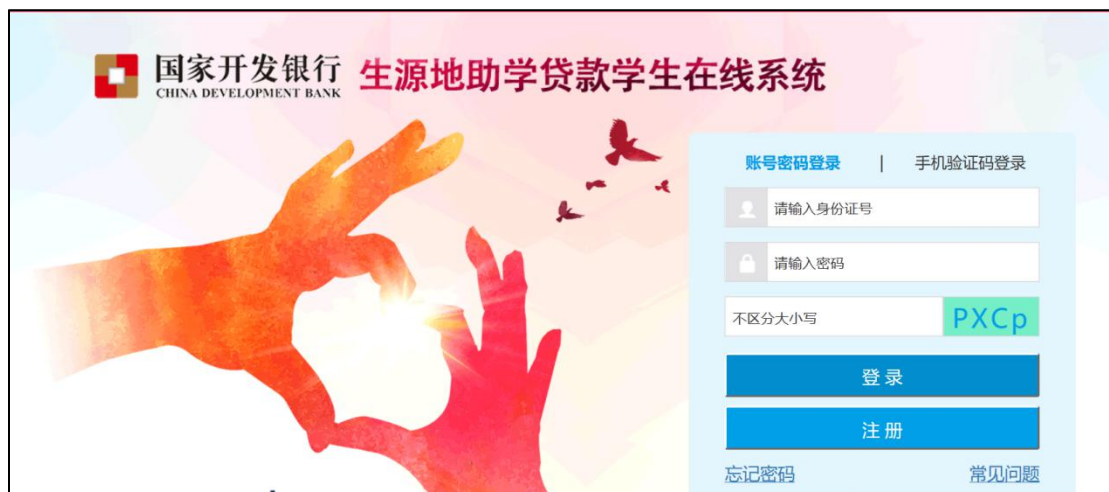 国家开发银行 生源地助学贷款学生在线系统
CHINA DEVELOPMENT BANK
账号密码登录 | 手机验证码登录
请输入身份证号
请输入密码
不区分大小写 PXCp
登录
注册
忘记密码 常见问题